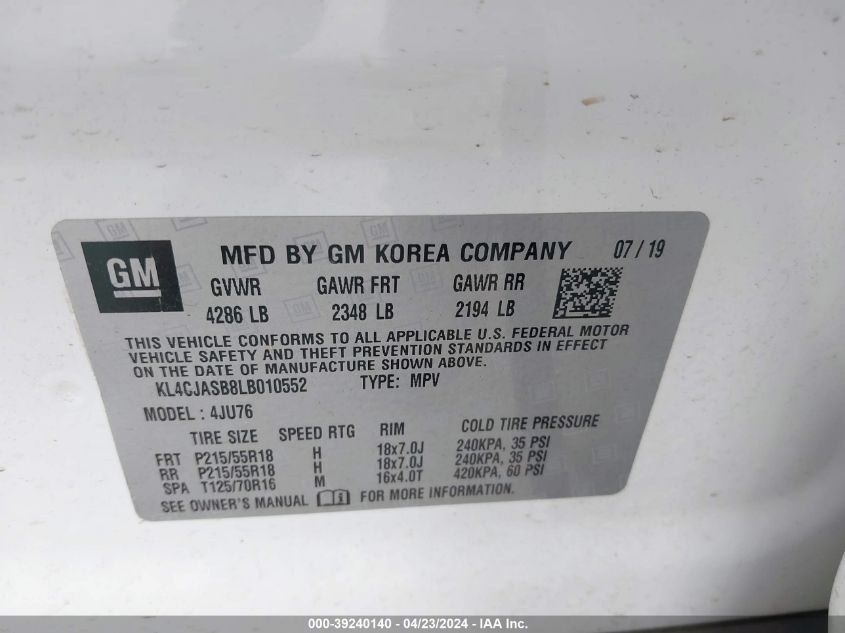 GM MFD BY GM KOREA COMPANY 07 / 19
GVWR GAWR FRT GAWR RR
4286 LB 2348 LB 2194 LB
THIS VEHICLE CONFORMS TO ALL APPLICABLE U.S. FEDERAL MOTOR
VEHICLE SAFETY AND THEFT PREVENTION STANDARDS IN EFFECT
ON THE DATE OF MANUFACTURE SHOWN ABOVE.
KL4CJASB8LB010552 TYPE: MPV
MODEL : 4JU76
TIRE SIZE SPEED RTG RIM COLD TIRE PRESSURE
FRT P215/55R18 H 18x7.0J 240KPA, 35 PSI
RR P215/55R18 H 18x7.0J 240KPA, 35 PSI
SPA T125/70R16 M 16x4.0T 420KPA, 60 PSI
SEE OWNER'S MANUAL FOR MORE INFORMATION.
000-39240140 - 04/23/2024 - IAA Inc.